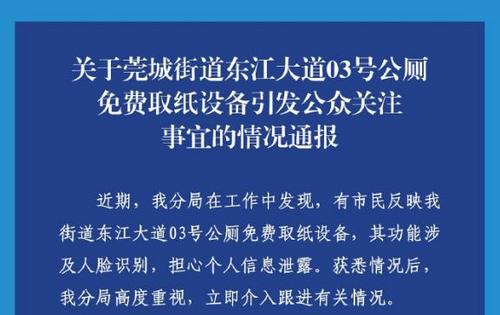 关于莞城街道东江大道03号公厕
免费取纸设备引发公众关注
事宜的情况通报
近期，我分局在工作中发现，有市民反映我
街道东江大道03号公厕免费取纸设备，其功能涉
及人脸识别，担心个人信息泄露。获悉情况后，
我分局高度重视，立即介入跟进有关情况。